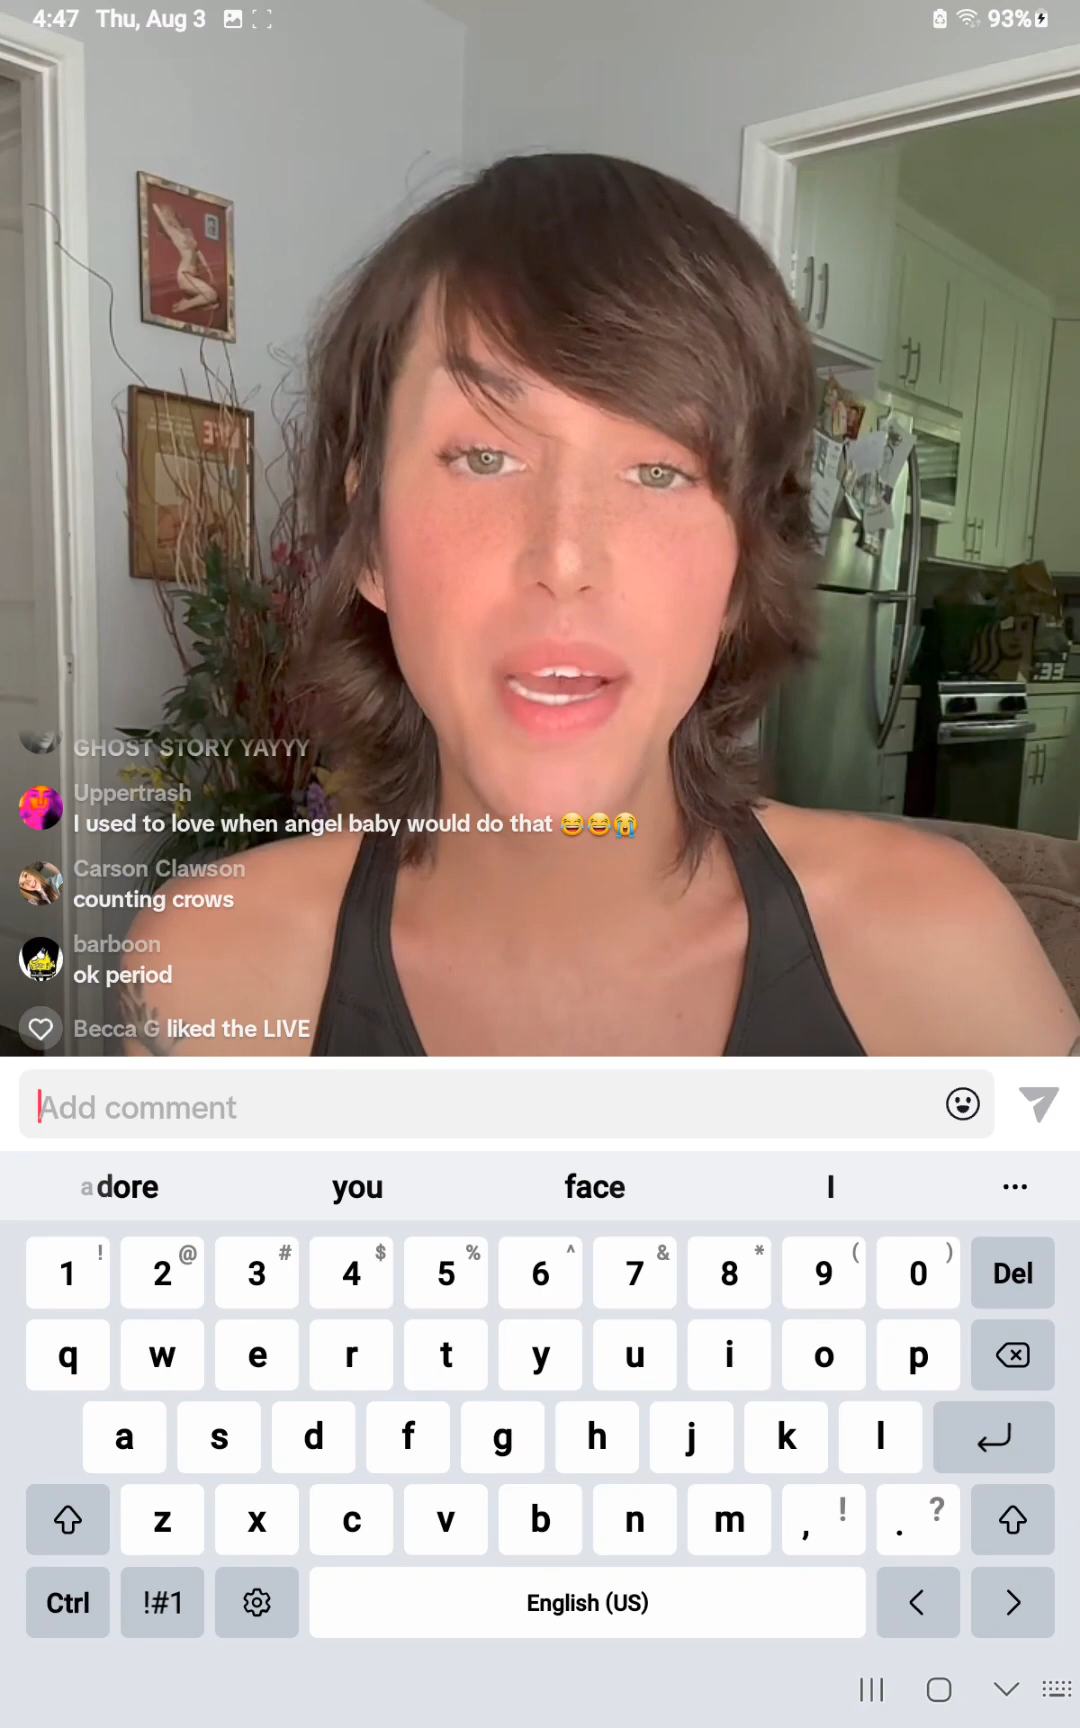 4:47 Thu, Aug 3
93%
GHOST STORY YAYYY
Uppertrash
I used to love when angel baby would do that 😂😂😭
Carson Clawson
counting crows
barboon
ok period
Becca G liked the LIVE
Add comment
adore you face I ...
1 ! 2 @ 3 # 4 $ 5 % 6 ^ 7 & 8 * 9 ( 0 ) Del
q w e r t y u i o p
a s d f g h j k l
z x c v b n m , ! . ?
Ctrl !#1 English (US) < >